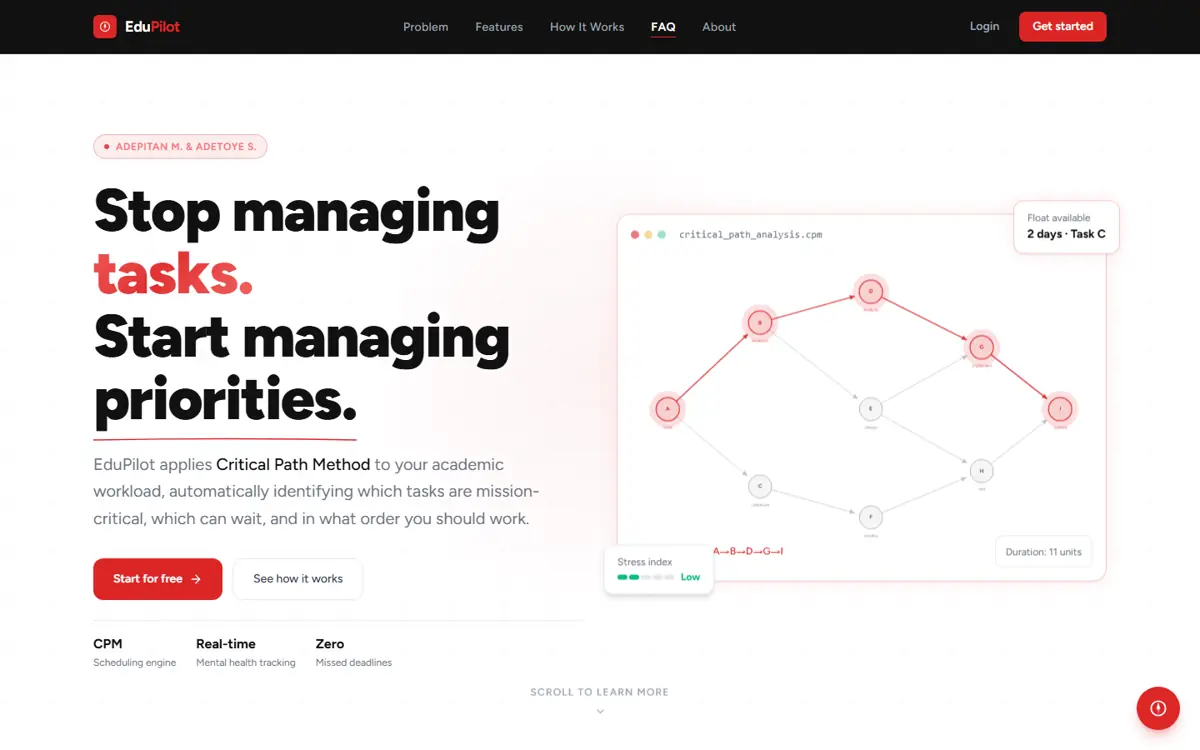 EduPilot
Problem
Features
How It Works
FAQ
About
Login
Get started
ADEPITAN M. & ADETOYE S.
Stop managing
tasks.
Start managing
priorities.
EduPilot applies Critical Path Method to your academic
workload, automatically identifying which tasks are mission-
critical, which can wait, and in what order you should work.
Start for free →
See how it works
CPM
Scheduling engine
Real-time
Mental health tracking
Zero
Missed deadlines
critical_path_analysis.cpm
Float available
2 days · Task C
A
B
D
G
I
E
C
F
H
A→B→D→G→I
Duration: 11 units
Stress index
Low
SCROLL TO LEARN MORE